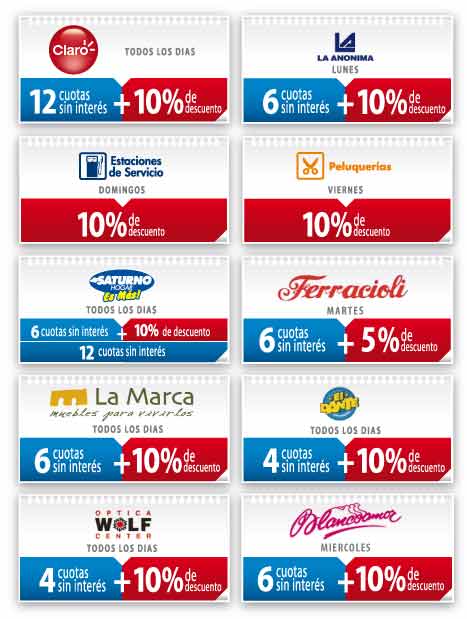 Claro
TODOS LOS DIAS
12 cuotas sin interés + 10% de descuento
LA ANONIMA
LUNES
6 cuotas sin interés + 10% de descuento
Estaciones
de Servicio
DOMINGOS
10% de descuento
Peluquerías
VIERNES
10% de descuento
SATURNO
HOGAR
Es Más!
TODOS LOS DIAS
6 cuotas sin interés + 10% de descuento
12 cuotas sin interés
Ferracioli
MARTES
6 cuotas sin interés + 5% de descuento
La Marca
muebles para vivirlos
TODOS LOS DIAS
6 cuotas sin interés + 10% de descuento
El
DANTE
TODOS LOS DIAS
4 cuotas sin interés + 10% de descuento
OPTICA
WOLF
CENTER
TODOS LOS DIAS
4 cuotas sin interés + 10% de descuento
Blancoamor
MIERCOLES
6 cuotas sin interés + 10% de descuento